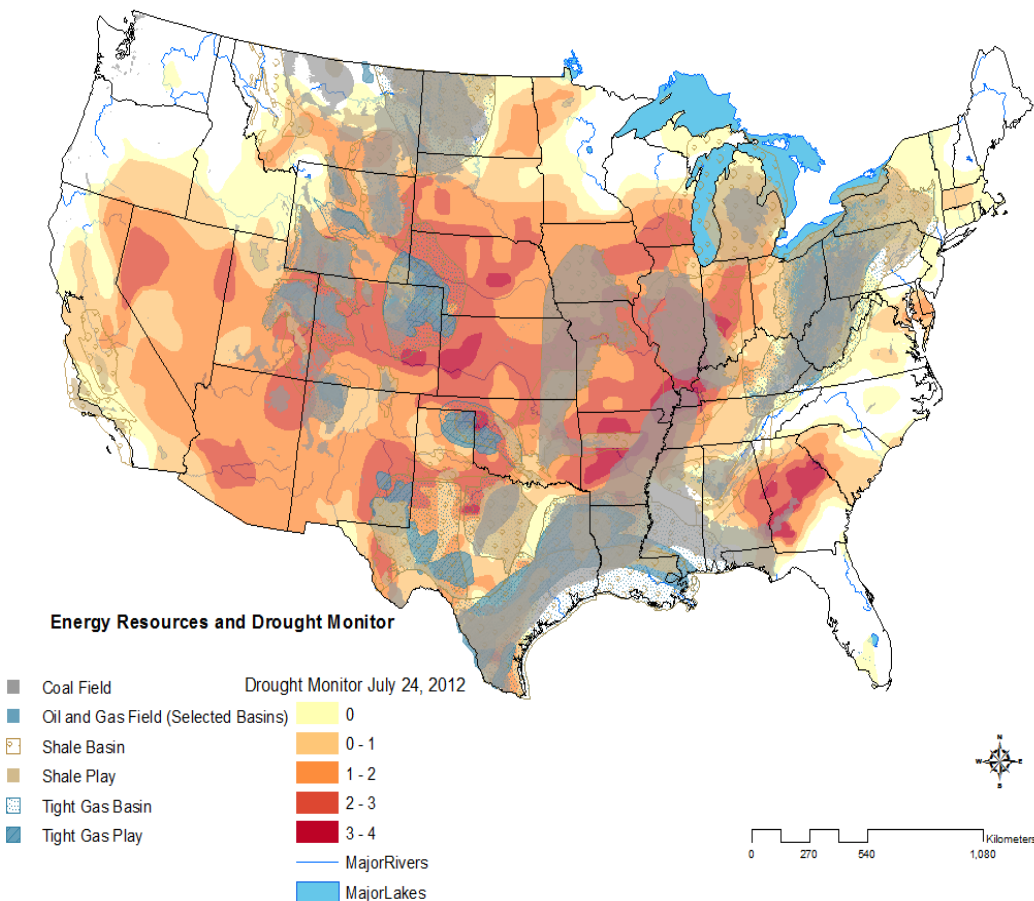 Energy Resources and Drought Monitor
Coal Field
Oil and Gas Field (Selected Basins)
Shale Basin
Shale Play
Tight Gas Basin
Tight Gas Play
Drought Monitor July 24, 2012
0
0 - 1
1 - 2
2 - 3
3 - 4
MajorRivers
MajorLakes
N
W E
S
Kilometers
0 270 540 1,080